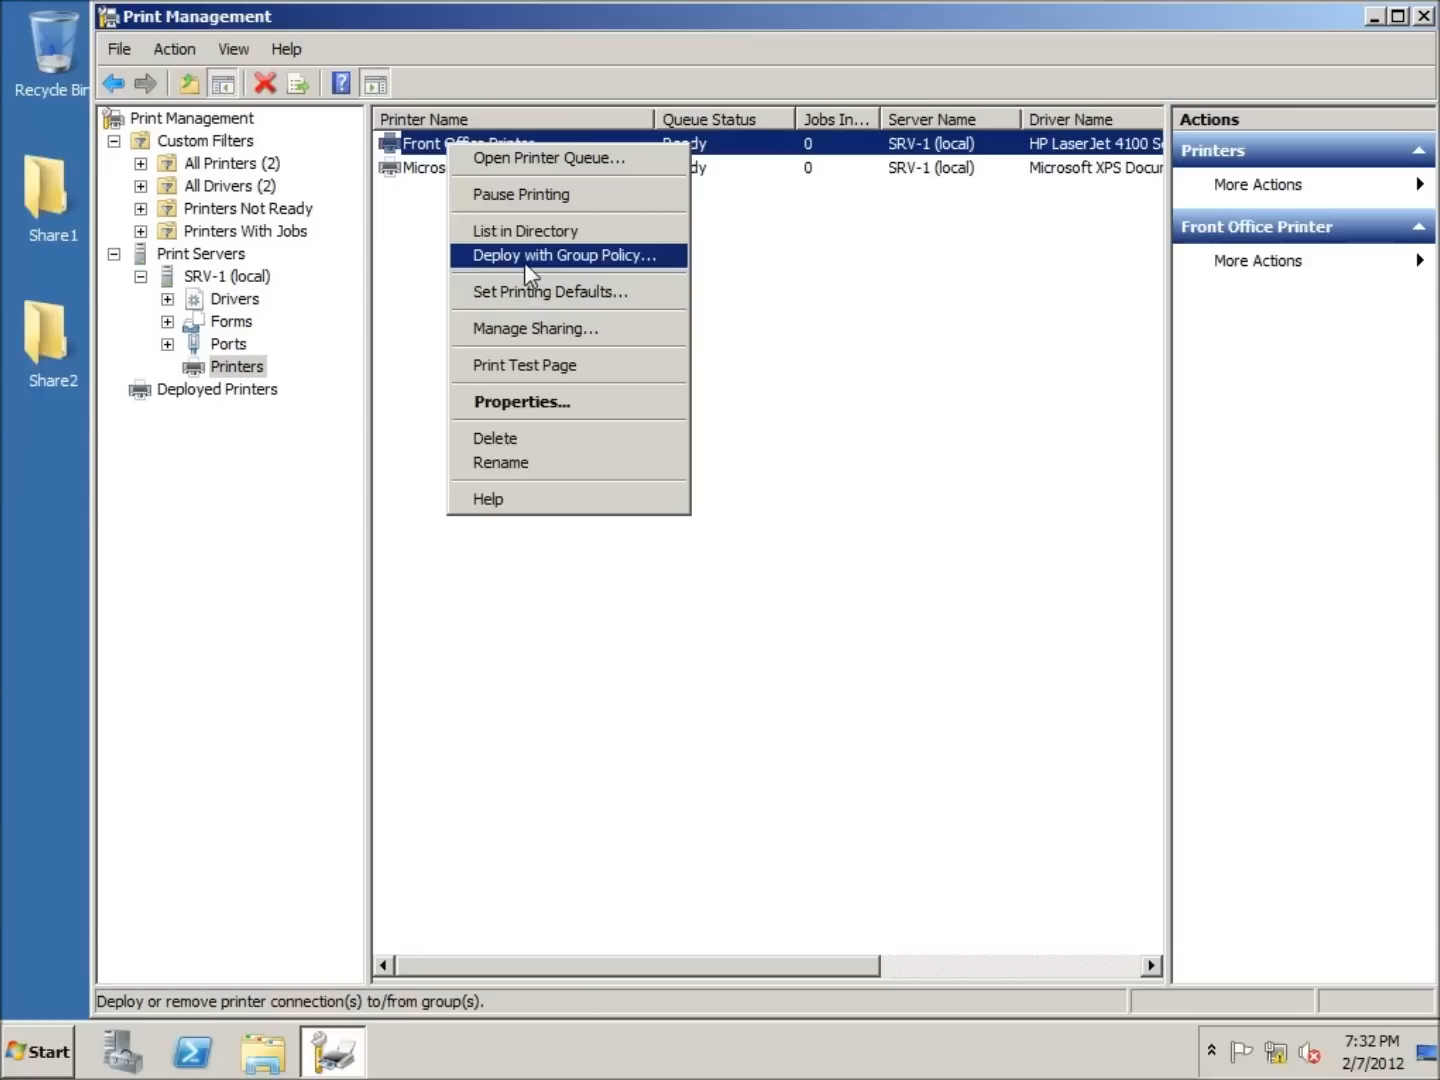 Print Management
File Action View Help
Recycle Bin
Share1
Share2
Print Management
Custom Filters
All Printers (2)
All Drivers (2)
Printers Not Ready
Printers With Jobs
Print Servers
SRV-1 (local)
Drivers
Forms
Ports
Printers
Deployed Printers
Printer Name Queue Status Jobs In... Server Name Driver Name
Front Office Printer Ready 0 SRV-1 (local) HP LaserJet 4100 Se
Micros dy 0 SRV-1 (local) Microsoft XPS Docur
Open Printer Queue...
Pause Printing
List in Directory
Deploy with Group Policy...
Set Printing Defaults...
Manage Sharing...
Print Test Page
Properties...
Delete
Rename
Help
Actions
Printers
More Actions
Front Office Printer
More Actions
Deploy or remove printer connection(s) to/from group(s).
Start
7:32 PM
2/7/2012